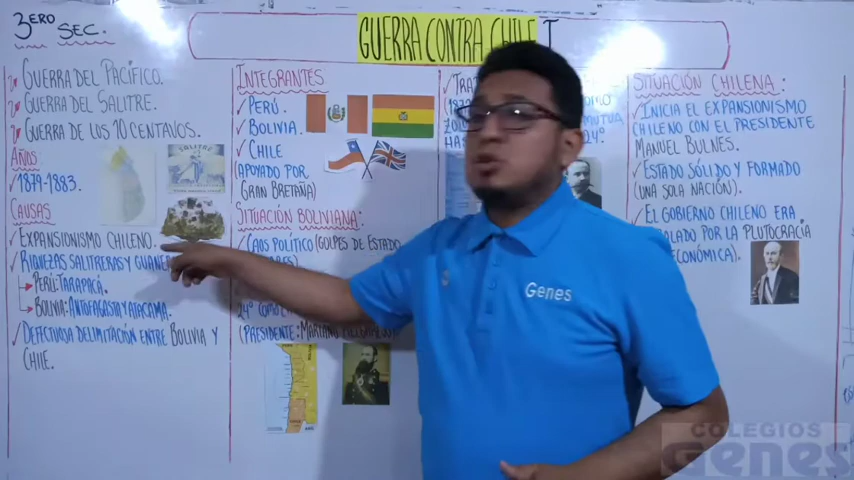 3ERO SEC.
GUERRA CONTRA CHILE I
GUERRA DEL PACÍFICO.
GUERRA DEL SALITRE.
GUERRA DE LOS 10 CENTAVOS.
AÑOS
1879-1883.
CAUSAS
EXPANSIONISMO CHILENO.
RIQUEZAS SALITRERAS Y
PERÚ: TARAPACÁ.
BOLIVIA: ANTOFAGASTA Y ATACAMA.
DEFECTUOSA DELIMITACIÓN ENTRE BOLIVIA Y
CHILE.
SALITRE
INTEGRANTES
PERÚ.
BOLIVIA.
CHILE
(APOYADO POR
GRAN BRETAÑA)
SITUACIÓN BOLIVIANA:
CAOS POLÍTICO (GOLPES DE ESTADO
24°
(PRESIDENTE: MARIANO
24°
SITUACIÓN CHILENA:
INICIA EL EXPANSIONISMO
CHILENO CON EL PRESIDENTE
MANUEL BULNES.
ESTADO SÓLIDO Y FORMADO
(UNA SOLA NACIÓN).
EL GOBIERNO CHILENO ERA
POR LA PLUTOCRACIA
Genes
COLEGIOS
Genes